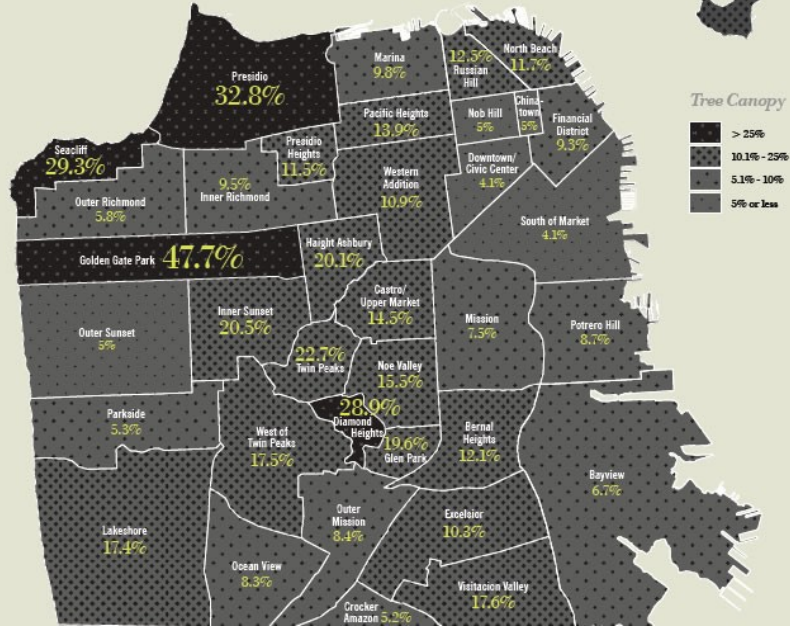 Presidio
32.8%
Marina
9.8%
12.5%
Russian
Hill
North Beach
11.7%
Tree Canopy
> 25%
10.1% - 25%
5.1% - 10%
5% or less
Seacliff
29.3%
Presidio
Heights
11.5%
Pacific Heights
13.9%
Nob Hill
5%
China-
town
5%
Financial
District
9.3%
Outer Richmond
5.8%
9.5%
Inner Richmond
Western
Addition
10.9%
Downtown/
Civic Center
4.1%
South of Market
4.1%
Golden Gate Park 47.7%
Haight Ashbury
20.1%
Outer Sunset
5%
Inner Sunset
20.5%
Castro/
Upper Market
14.5%
Mission
7.5%
Potrero Hill
8.7%
22.7%
Twin Peaks
Noe Valley
15.5%
Parkside
5.3%
West of
Twin Peaks
17.5%
28.9%
Diamond
Heights
19.6%
Glen Park
Bernal
Heights
12.1%
Bayview
6.7%
Lakeshore
17.4%
Ocean View
8.3%
Outer
Mission
8.4%
Excelsior
10.3%
Visitacion Valley
17.6%
Crocker
Amazon 5.2%